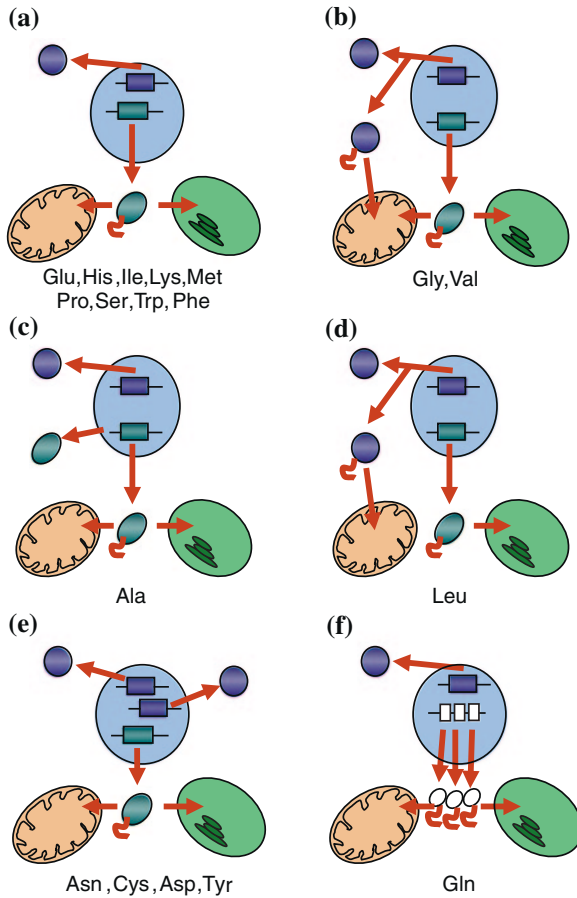 (a)
(b)
Glu,His,Ile,Lys,Met
Pro,Ser,Trp, Phe
Gly,Val
(c)
(d)
Ala
Leu
(e)
(f)
Asn ,Cys ,Asp,Tyr
Gln